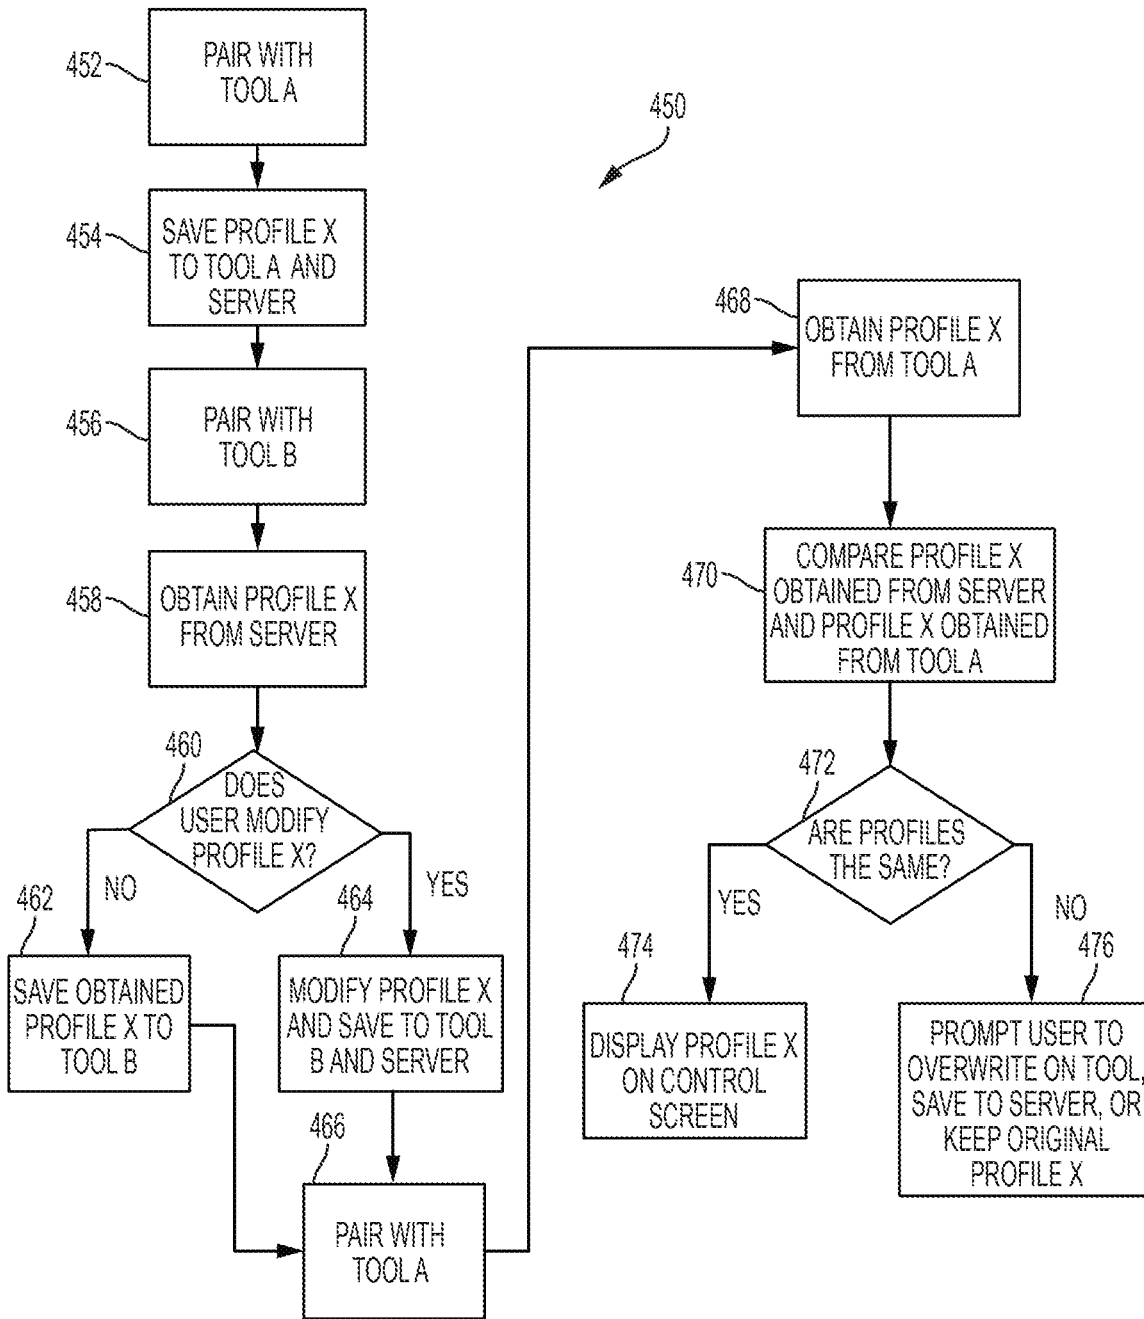 452
PAIR WITH
TOOL A
450
454
SAVE PROFILE X
TO TOOL A AND
SERVER
456
PAIR WITH
TOOL B
458
OBTAIN PROFILE X
FROM SERVER
460
DOES
USER MODIFY
PROFILE X?
NO
YES
462
SAVE OBTAINED
PROFILE X TO
TOOL B
464
MODIFY PROFILE X
AND SAVE TO TOOL
B AND SERVER
466
PAIR WITH
TOOL A
468
OBTAIN PROFILE X
FROM TOOL A
470
COMPARE PROFILE X
OBTAINED FROM SERVER
AND PROFILE X OBTAINED
FROM TOOL A
472
ARE PROFILES
THE SAME?
YES
NO
474
DISPLAY PROFILE X
ON CONTROL
SCREEN
476
PROMPT USER TO
OVERWRITE ON TOOL,
SAVE TO SERVER, OR
KEEP ORIGINAL
PROFILE X